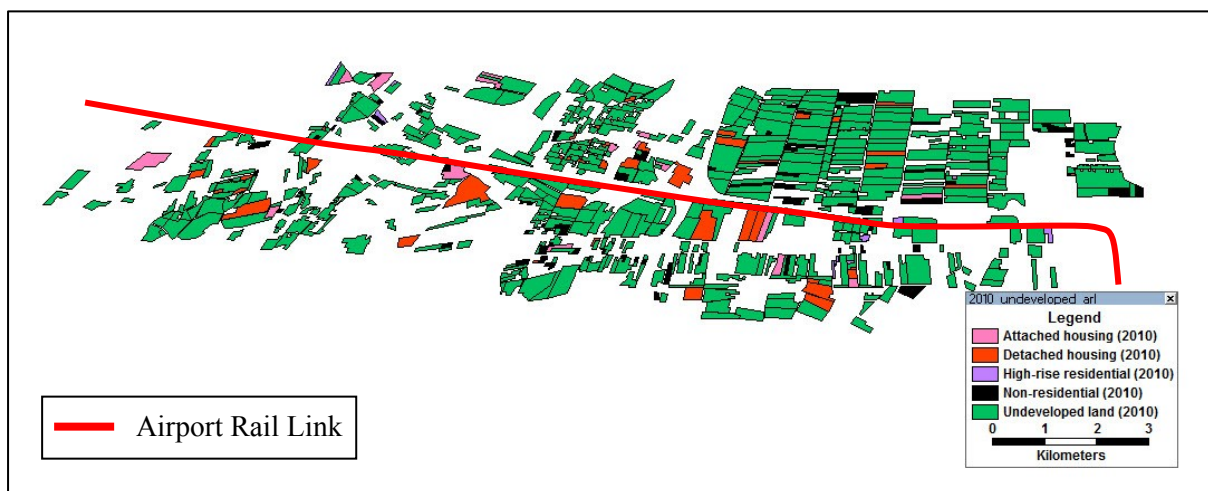 2010 undeveloped arl
Legend
Attached housing (2010)
Detached housing (2010)
High-rise residential (2010)
Non-residential (2010)
Undeveloped land (2010)
0 1 2 3
Kilometers
Airport Rail Link